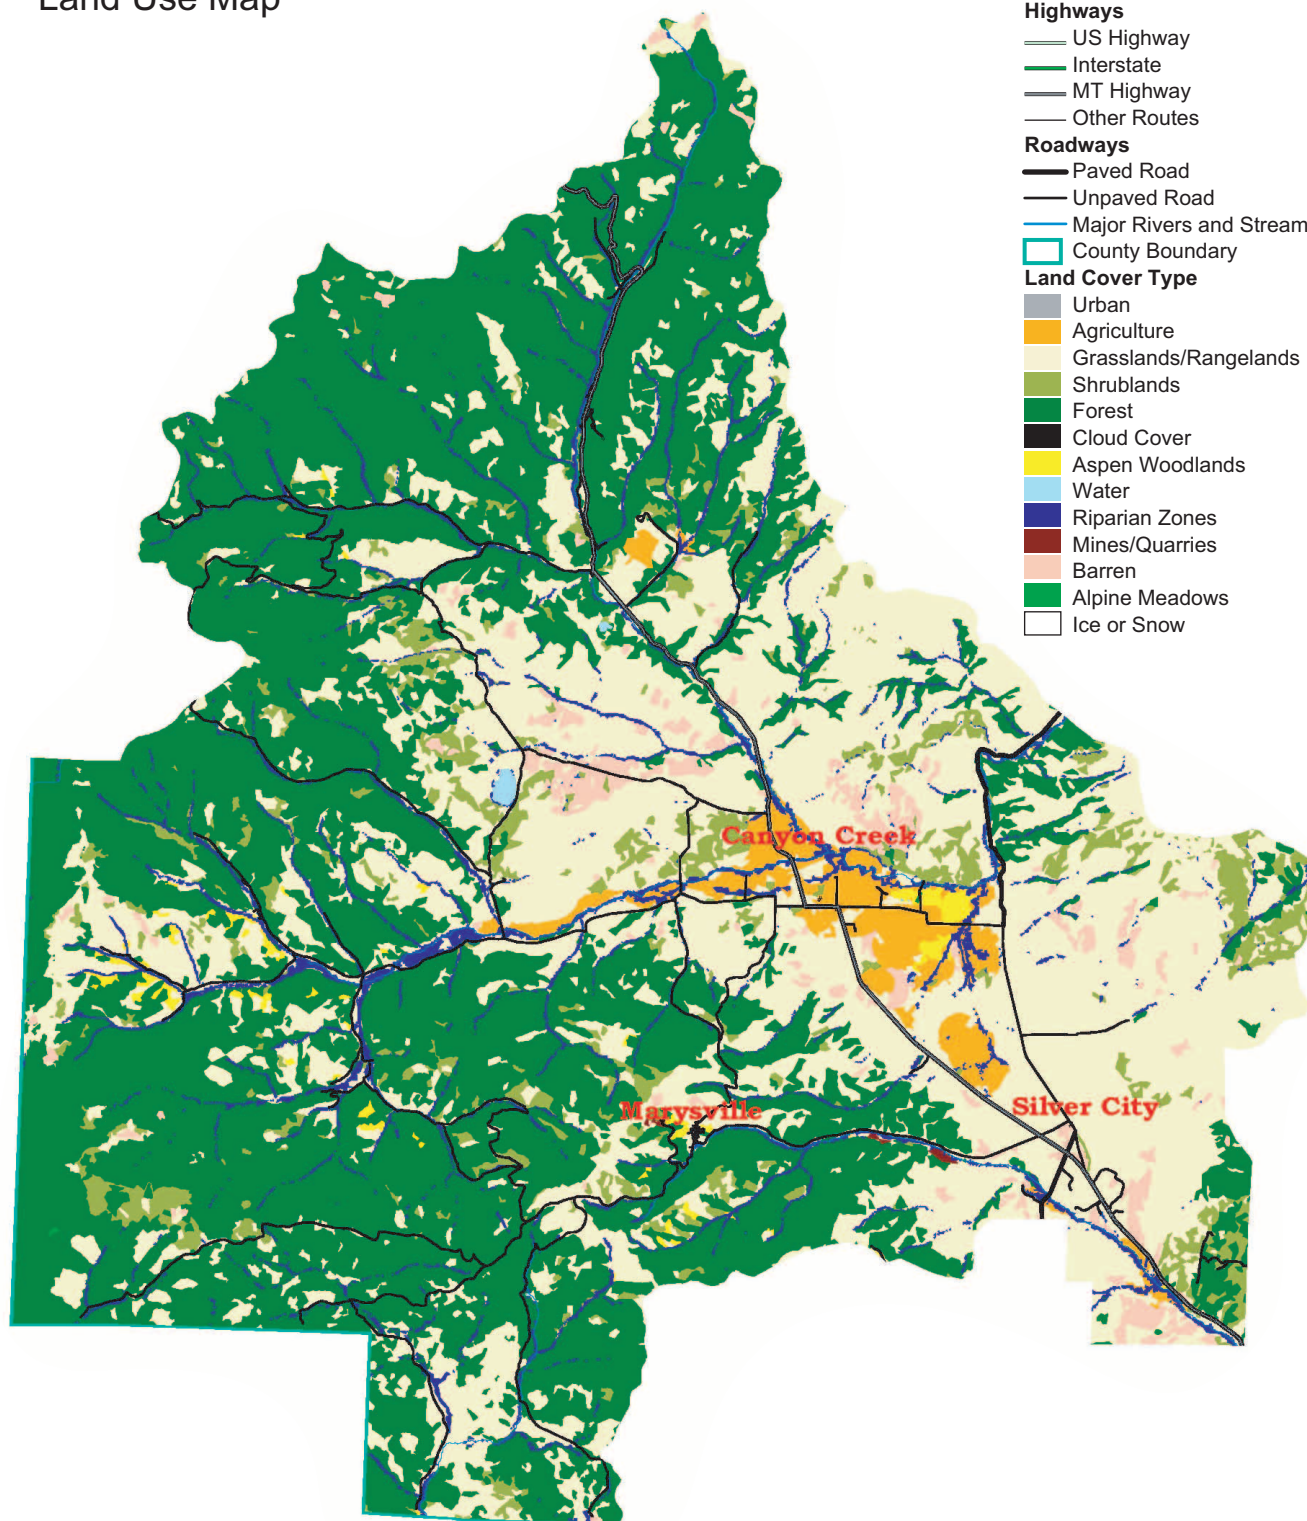 Land Use Map
Highways
US Highway
Interstate
MT Highway
Other Routes
Roadways
Paved Road
Unpaved Road
Major Rivers and Stream
County Boundary
Land Cover Type
Urban
Agriculture
Grasslands/Rangelands
Shrublands
Forest
Cloud Cover
Aspen Woodlands
Water
Riparian Zones
Mines/Quarries
Barren
Alpine Meadows
Ice or Snow
Canyon Creek
Marysville
Silver City